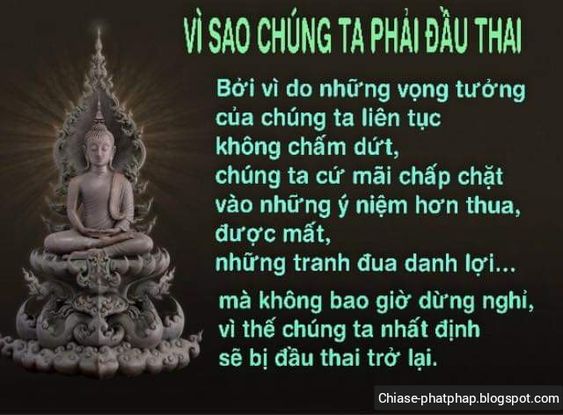 VÌ SAO CHÚNG TA PHẢI ĐẦU THAI
Bởi vì do những vọng tưởng
của chúng ta liên tục
không chấm dứt,
chúng ta cứ mãi chấp chặt
vào những ý niệm hơn thua,
được mất,
những tranh đua danh lợi...
mà không bao giờ dừng nghỉ,
vì thế chúng ta nhất định
sẽ bị đầu thai trở lại.
Chiase-phatphap.blogspot.com